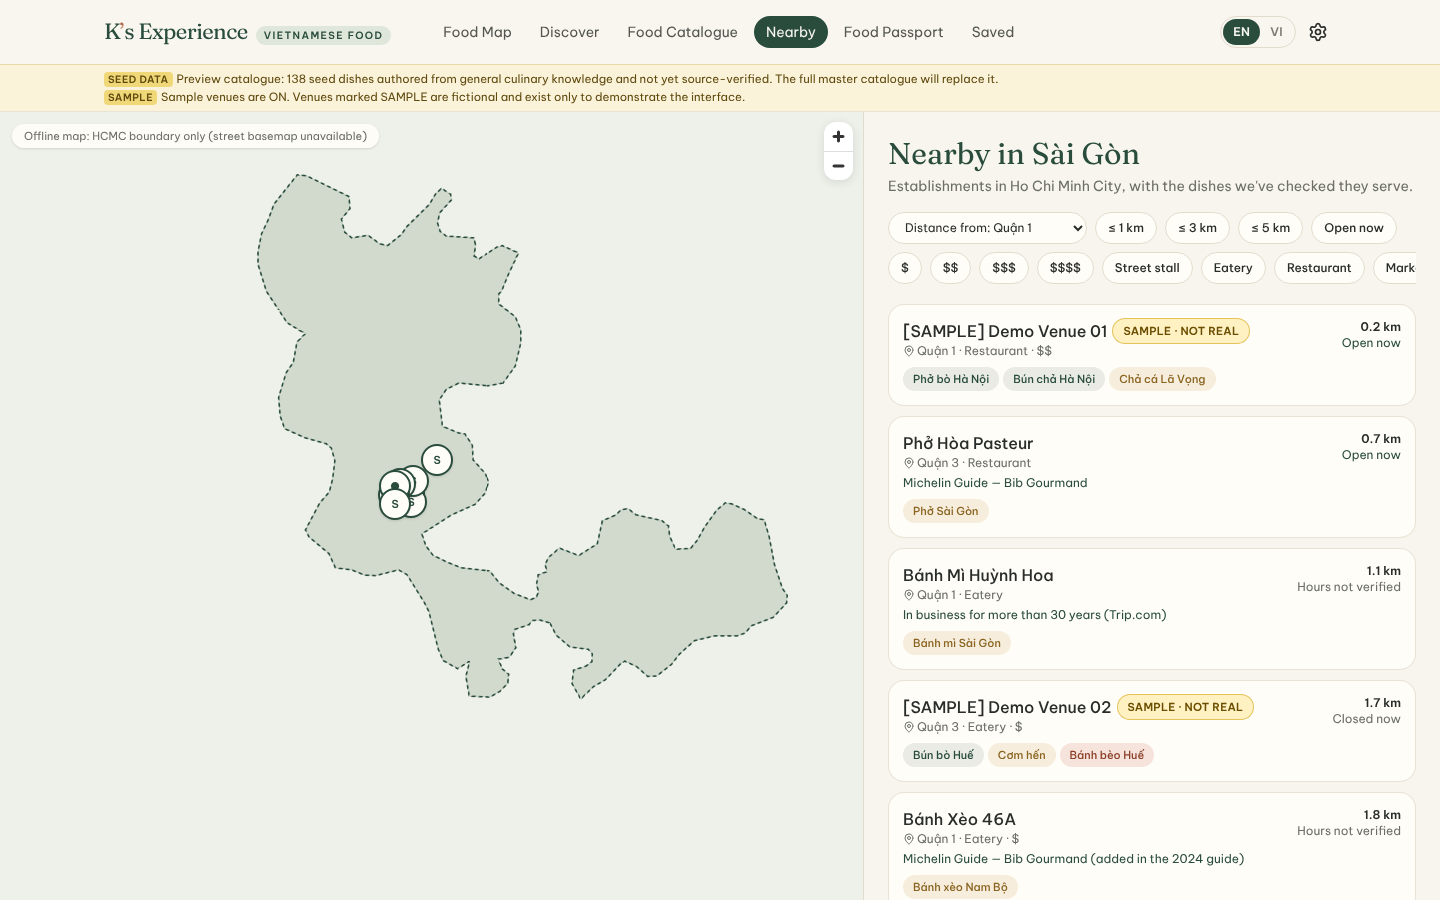 K's Experience VIETNAMESE FOOD
Food Map Discover Food Catalogue Nearby Food Passport Saved
EN VI
SEED DATA Preview catalogue: 138 seed dishes authored from general culinary knowledge and not yet source-verified. The full master catalogue will replace it.
SAMPLE Sample venues are ON. Venues marked SAMPLE are fictional and exist only to demonstrate the interface.
Offline map: HCMC boundary only (street basemap unavailable)
+
−
S
S
S
Nearby in Sài Gòn
Establishments in Ho Chi Minh City, with the dishes we've checked they serve.
Distance from: Quận 1 ≤ 1 km ≤ 3 km ≤ 5 km Open now
$ $$ $$$ $$$$ Street stall Eatery Restaurant
[SAMPLE] Demo Venue 01 SAMPLE · NOT REAL 0.2 km
Quận 1 · Restaurant · $$ Open now
Phở bò Hà Nội Bún chả Hà Nội Chả cá Lã Vọng
Phở Hòa Pasteur 0.7 km
Quận 3 · Restaurant Open now
Michelin Guide — Bib Gourmand
Phở Sài Gòn
Bánh Mì Huỳnh Hoa 1.1 km
Quận 1 · Eatery Hours not verified
In business for more than 30 years (Trip.com)
Bánh mì Sài Gòn
[SAMPLE] Demo Venue 02 SAMPLE · NOT REAL 1.7 km
Quận 3 · Eatery · $ Closed now
Bún bò Huế Cơm hến Bánh bèo Huế
Bánh Xèo 46A 1.8 km
Quận 1 · Eatery · $ Hours not verified
Michelin Guide — Bib Gourmand (added in the 2024 guide)
Bánh xèo Nam Bộ